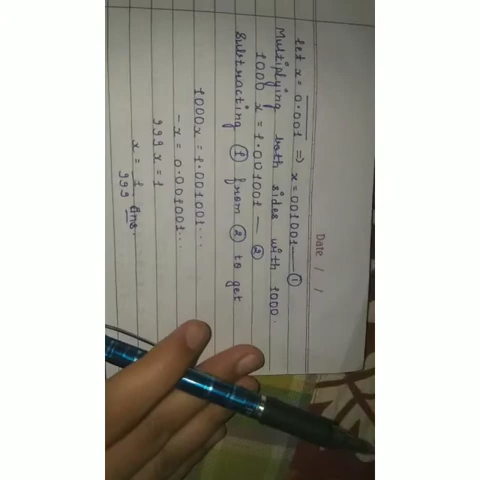 Date / /
let x = 0.001 ⇒ x = 001001 — ①
Multiplying both sides with 1000.
1000 x = 1.001001 — ②
Subtracting ① from ② to get
1000x = 1.001001...
-x = 0.001001...
999 x = 1
x = 1/999 Ans.